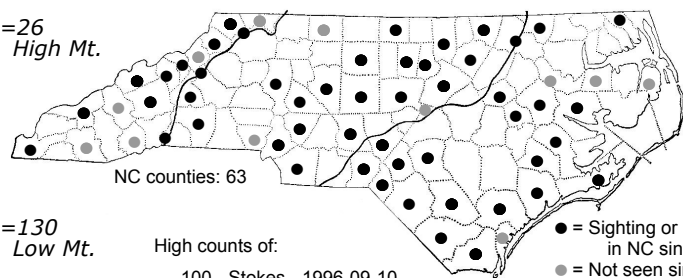 =26
High Mt.
NC counties: 63
=130
Low Mt.
High counts of:
= Sighting or
in NC sin
= Not seen si
100 - Stokes - 1996-09-10